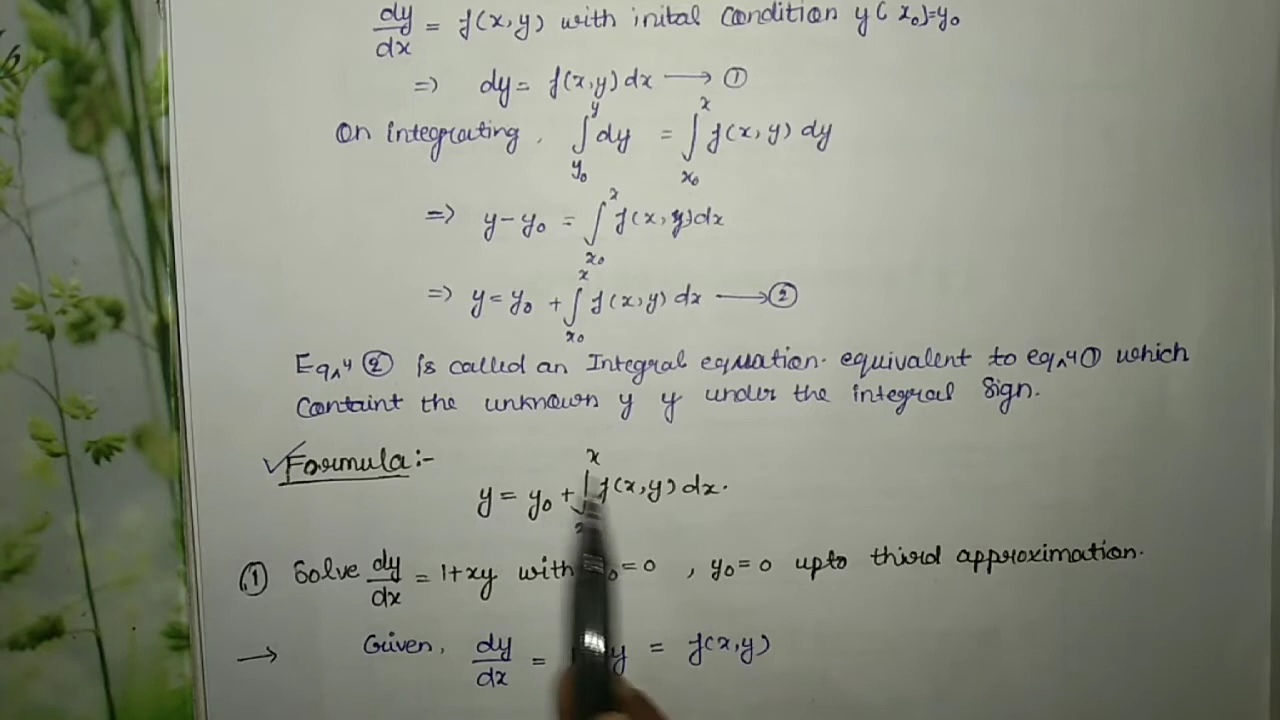 dy/dx = f(x,y) with inital condition y(x₀)=y₀
=> dy = f(x,y) dx ⟶ ①
On integrating, ∫_{y₀}^{y} dy = ∫_{x₀}^{x} f(x,y) dy
=> y-y₀ = ∫_{x₀}^{x} f(x,y)dx
=> y=y₀ + ∫_{x₀}^{x} f(x,y) dx ⟶ ②
Eqⁿ ② is called an Integral equation. equivalent to eqⁿ ① which
Containt the unknown y y under the integral Sign.
✓Formula:-
y = y₀ + ∫^{x} f(x,y) dx.
① Solve dy/dx = 1+xy with ₀=0 , y₀=0 upto third approximation.
→ Given, dy/dx = y = f(x,y)